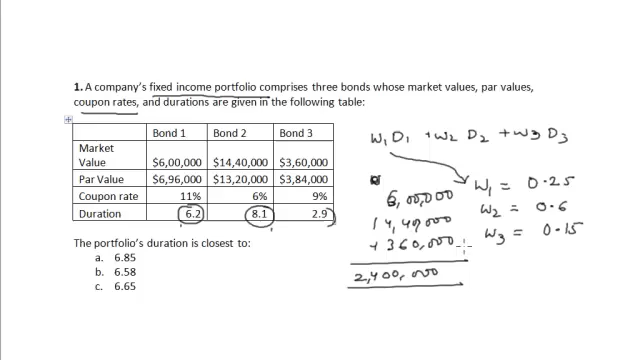 1. A company's fixed income portfolio comprises three bonds whose market values, par values,
coupon rates, and durations are given in the following table:
Bond 1 Bond 2 Bond 3
Market
Value $6,00,000 $14,40,000 $3,60,000
Par Value $6,96,000 $13,20,000 $3,84,000
Coupon rate 11% 6% 9%
Duration 6.2 8.1 2.9
The portfolio's duration is closest to:
a. 6.85
b. 6.58
c. 6.65
W1D1 + W2 D2 + W3 D3
6,00,000
14,40,000
+ 360,000
2,400,000
W1 = 0.25
W2 = 0.6
W3 = 0.15